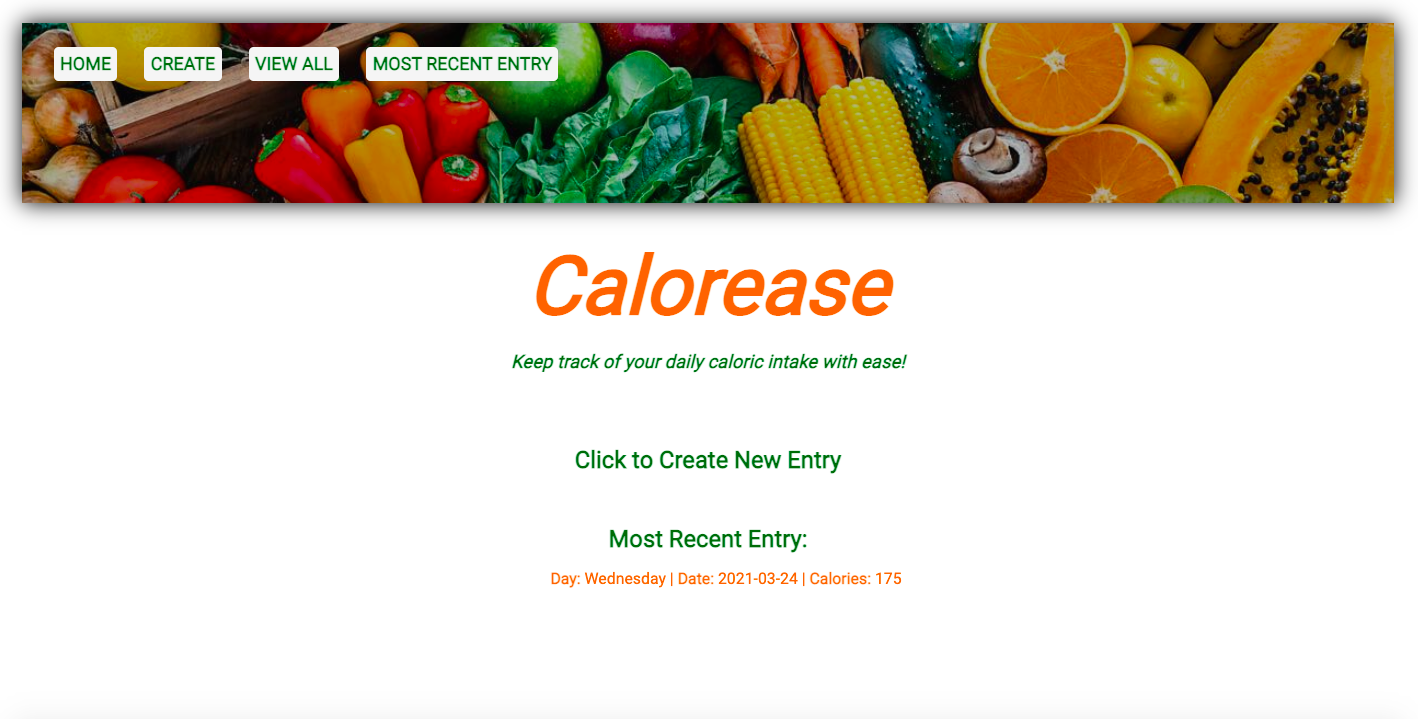 HOME CREATE VIEW ALL MOST RECENT ENTRY
Calorease
Keep track of your daily caloric intake with ease!
Click to Create New Entry
Most Recent Entry:
Day: Wednesday | Date: 2021-03-24 | Calories: 175